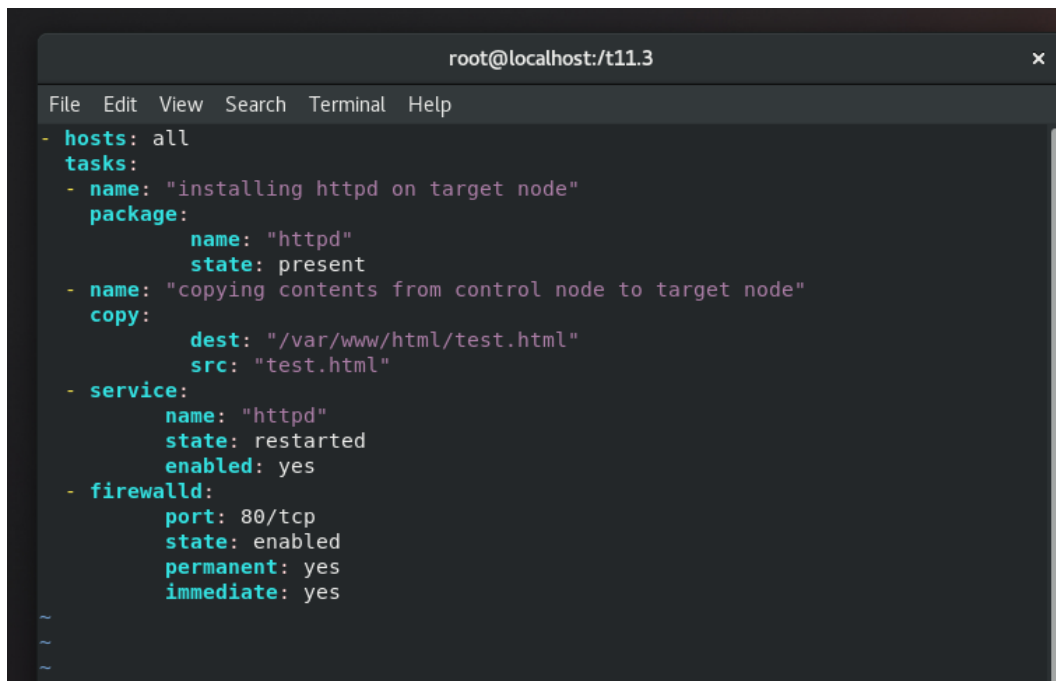 root@localhost:/t11.3 ×
File Edit View Search Terminal Help
- hosts: all
  tasks:
  - name: "installing httpd on target node"
    package:
            name: "httpd"
            state: present
  - name: "copying contents from control node to target node"
    copy:
            dest: "/var/www/html/test.html"
            src: "test.html"
  - service:
          name: "httpd"
          state: restarted
          enabled: yes
  - firewalld:
          port: 80/tcp
          state: enabled
          permanent: yes
          immediate: yes
~
~
~